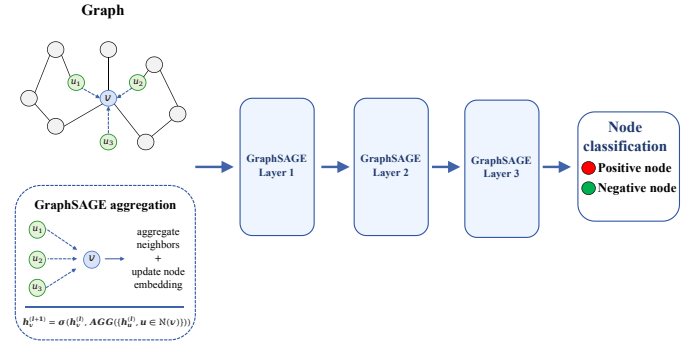 Graph
u₁
v
u₂
u₃
GraphSAGE
Layer 1
GraphSAGE
Layer 2
GraphSAGE
Layer 3
Node
classification
Positive node
Negative node
GraphSAGE aggregation
u₁
u₂
u₃
v
aggregate
neighbors
+
update node
embedding
h_v^{(l+1)} = σ(h_v^{(l)}, AGG({h_u^{(l)}, u ∈ N(v)}))